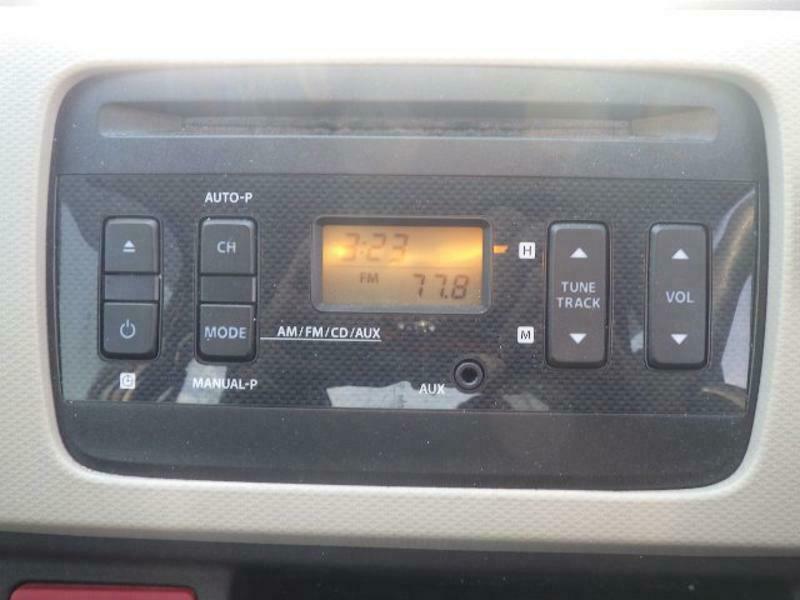 AUTO-P
CH
MODE
MANUAL-P
3:23
FM
77.8
AM/FM/CD/AUX
AUX
H
M
TUNE
TRACK
VOL